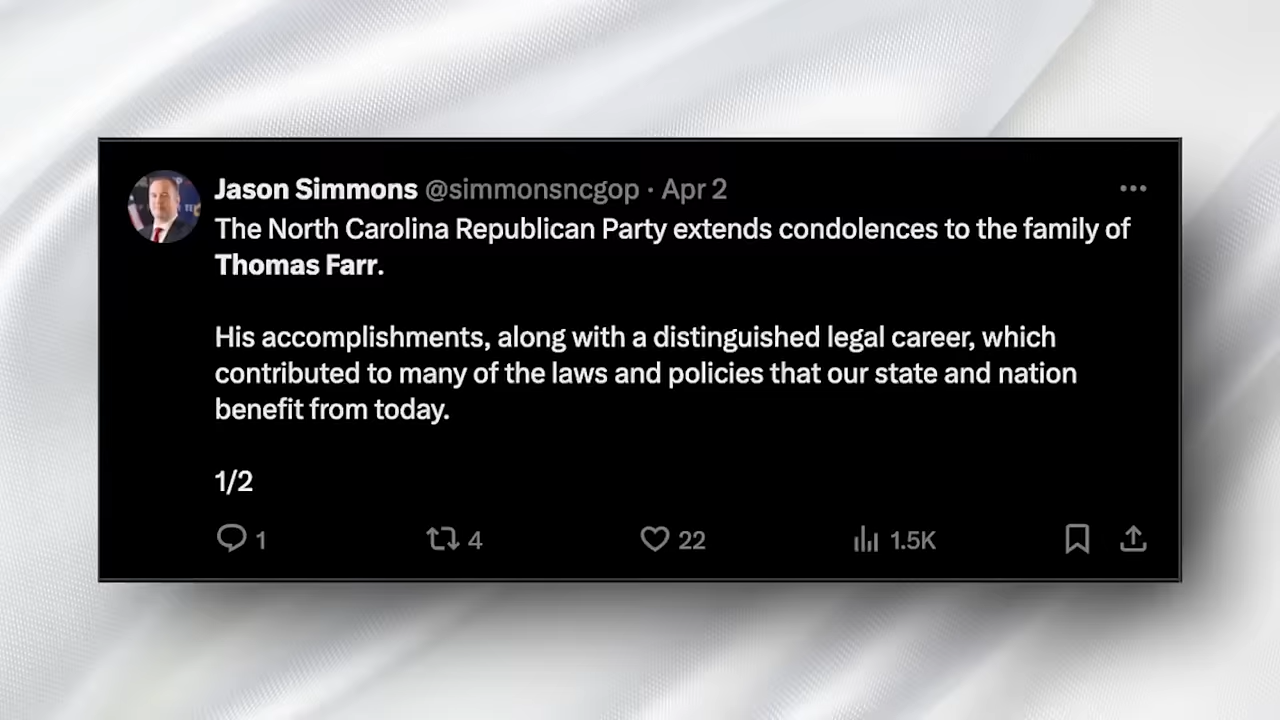 Jason Simmons @simmonsncgop · Apr 2
The North Carolina Republican Party extends condolences to the family of
Thomas Farr.
His accomplishments, along with a distinguished legal career, which
contributed to many of the laws and policies that our state and nation
benefit from today.
1/2
1 4 22 1.5K